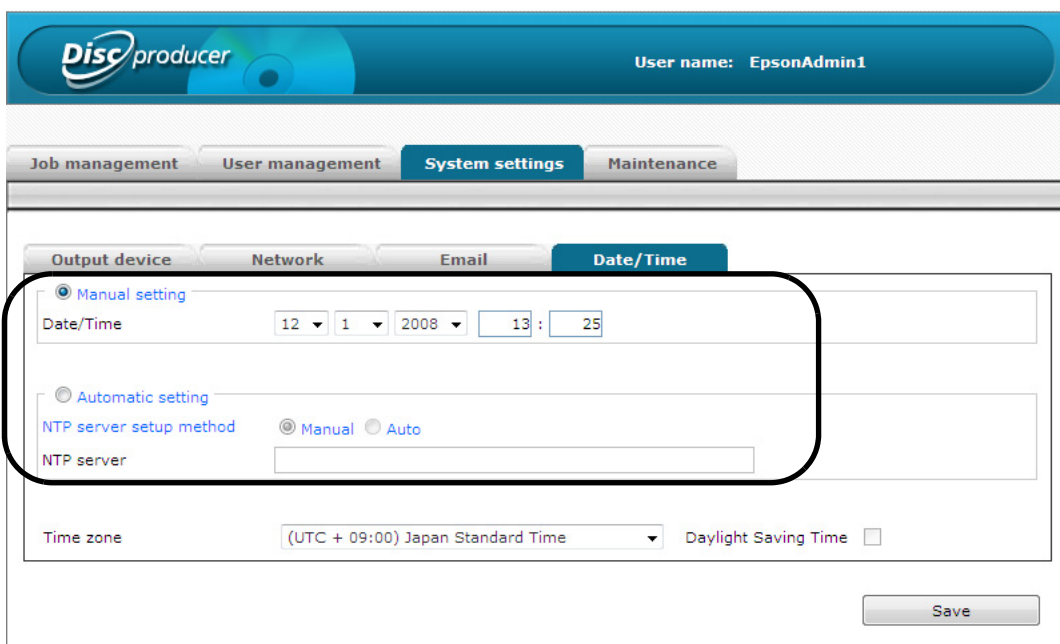 Disc producer
User name: EpsonAdmin1
Job management User management System settings Maintenance
Output device Network Email Date/Time
Manual setting
Date/Time 12 1 2008 13 : 25
Automatic setting
NTP server setup method Manual Auto
NTP server
Time zone (UTC + 09:00) Japan Standard Time Daylight Saving Time
Save